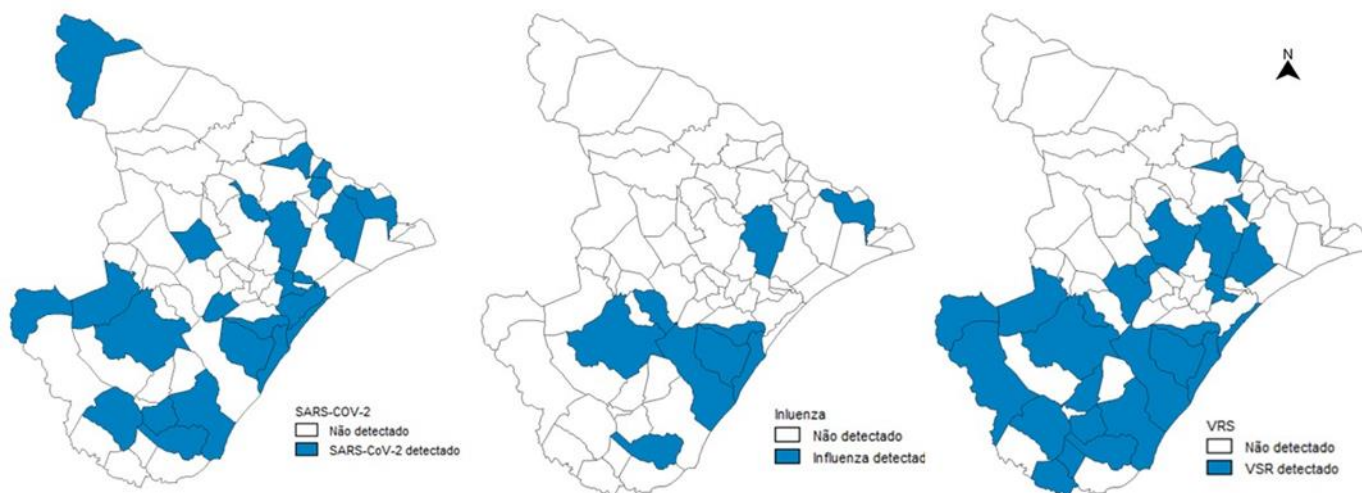 N
SARS-COV-2
Não detectado
SARS-CoV-2 detectado
Inluenza
Não detectado
Influenza detectad
VRS
Não detectado
VSR detectado